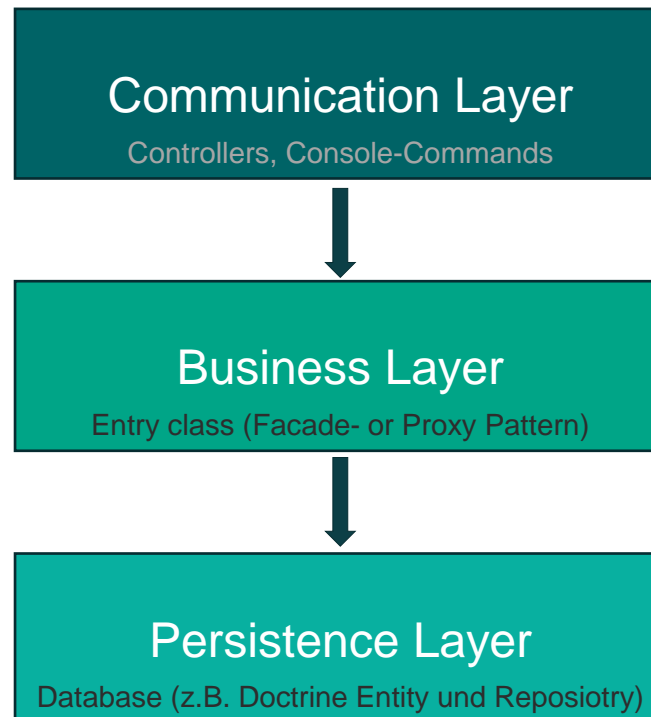 Communication Layer
Controllers, Console-Commands
Business Layer
Entry class (Facade- or Proxy Pattern)
Persistence Layer
Database (z.B. Doctrine Entity und Reposiotry)